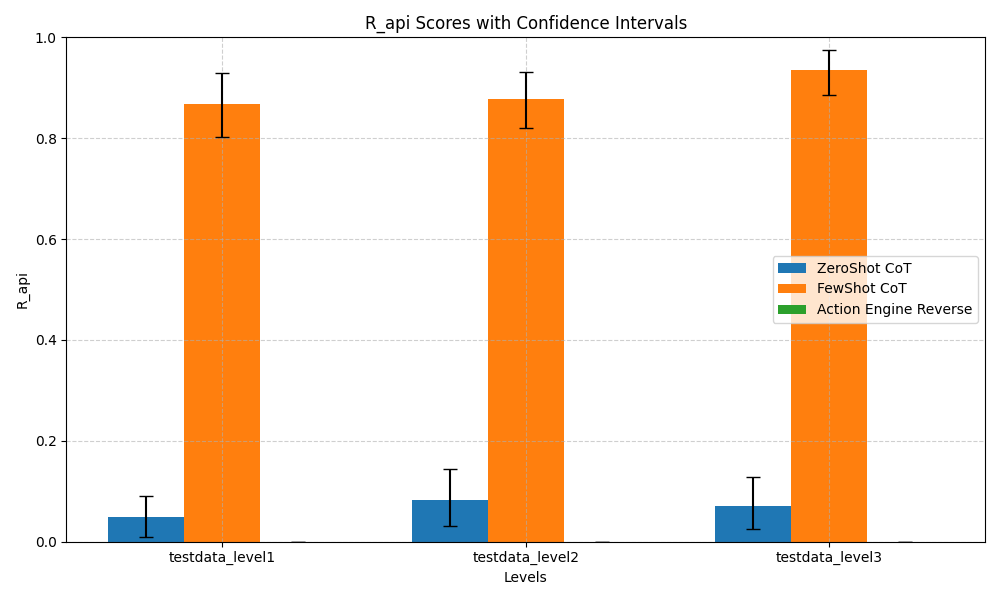 R_api Scores with Confidence Intervals
1.0
0.8
0.6
0.4
0.2
0.0
R_api
ZeroShot CoT
FewShot CoT
Action Engine Reverse
testdata_level1
testdata_level2
testdata_level3
Levels